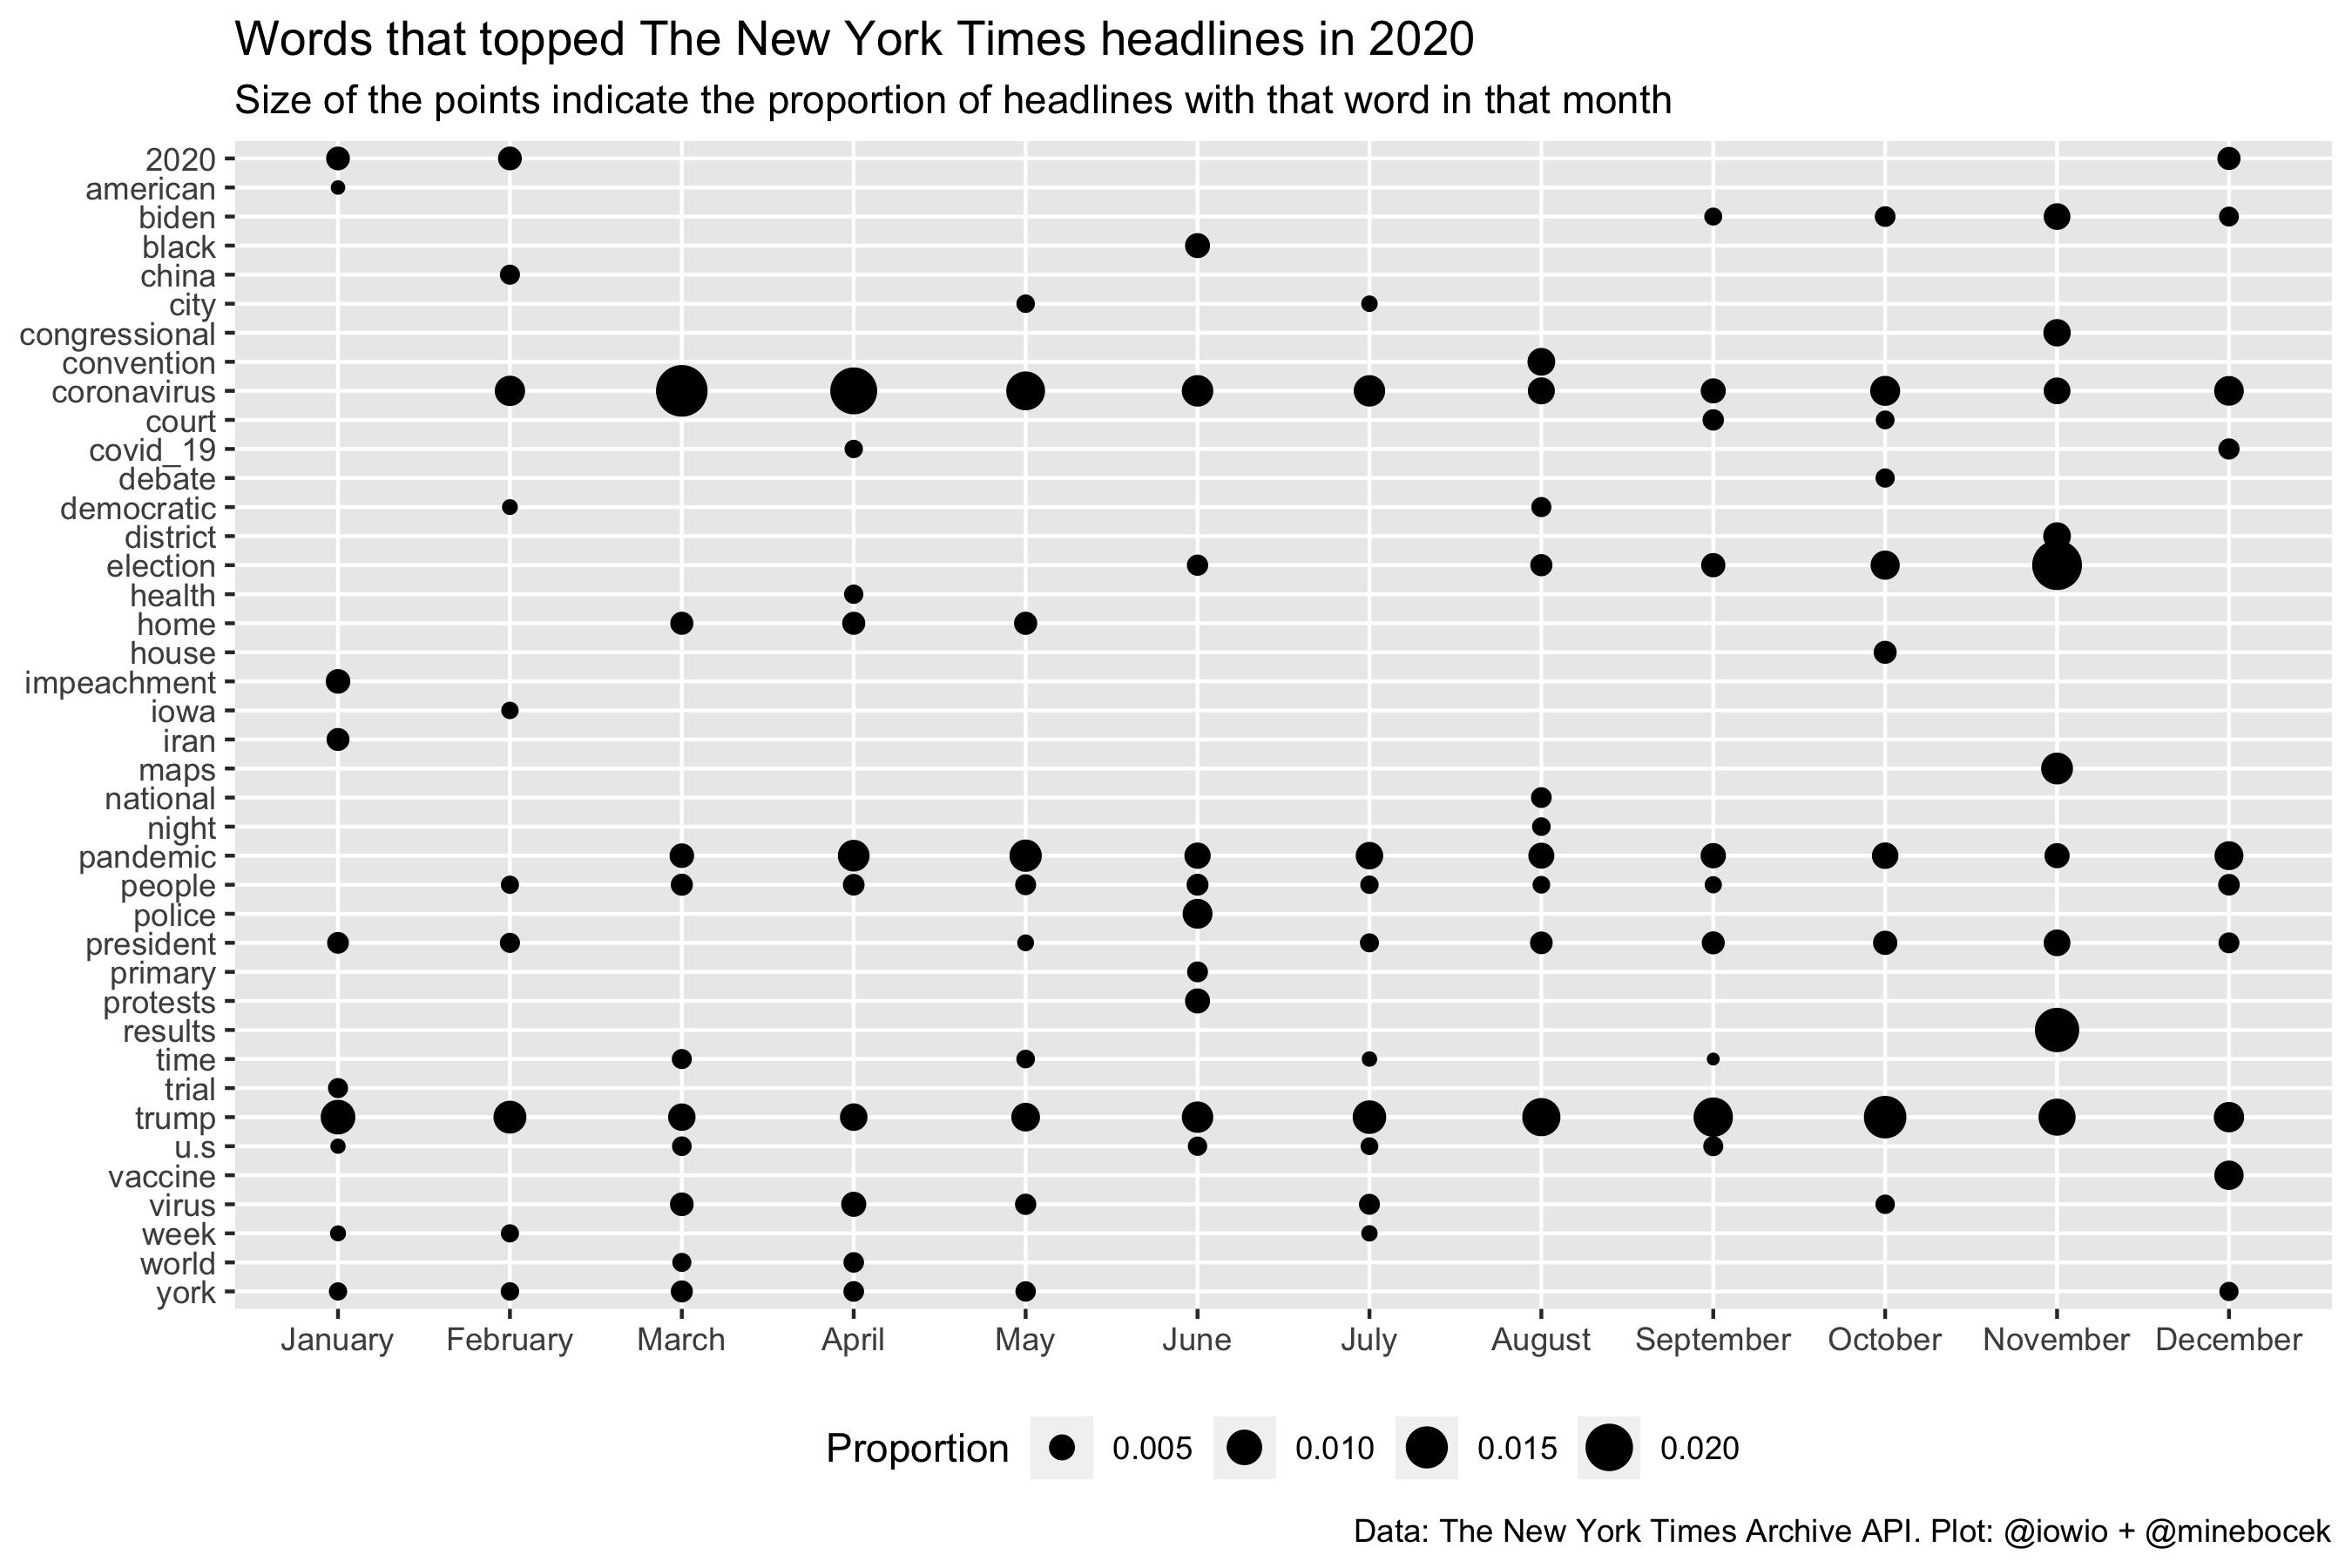 Words that topped The New York Times headlines in 2020
Size of the points indicate the proportion of headlines with that word in that month
2020
american
biden
black
china
city
congressional
convention
coronavirus
court
covid_19
debate
democratic
district
election
health
home
house
impeachment
iowa
iran
maps
national
night
pandemic
people
police
president
primary
protests
results
time
trial
trump
u.s
vaccine
virus
week
world
york
January February March April May June July August September October November December
Proportion 0.005 0.010 0.015 0.020
Data: The New York Times Archive API. Plot: @iowio + @minebocek